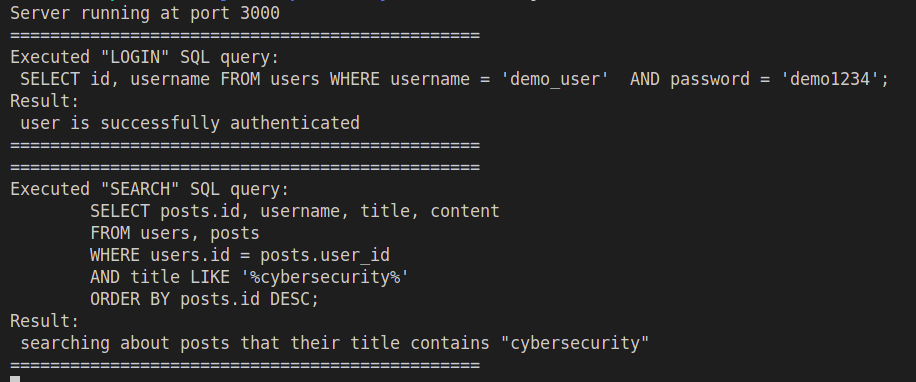 Server running at port 3000
===============================================
Executed "LOGIN" SQL query:
SELECT id, username FROM users WHERE username = 'demo_user'  AND password = 'demo1234';
Result:
user is successfully authenticated
===============================================
===============================================
Executed "SEARCH" SQL query:
SELECT posts.id, username, title, content
FROM users, posts
WHERE users.id = posts.user_id
AND title LIKE '%cybersecurity%'
ORDER BY posts.id DESC;
Result:
searching about posts that their title contains "cybersecurity"
===============================================